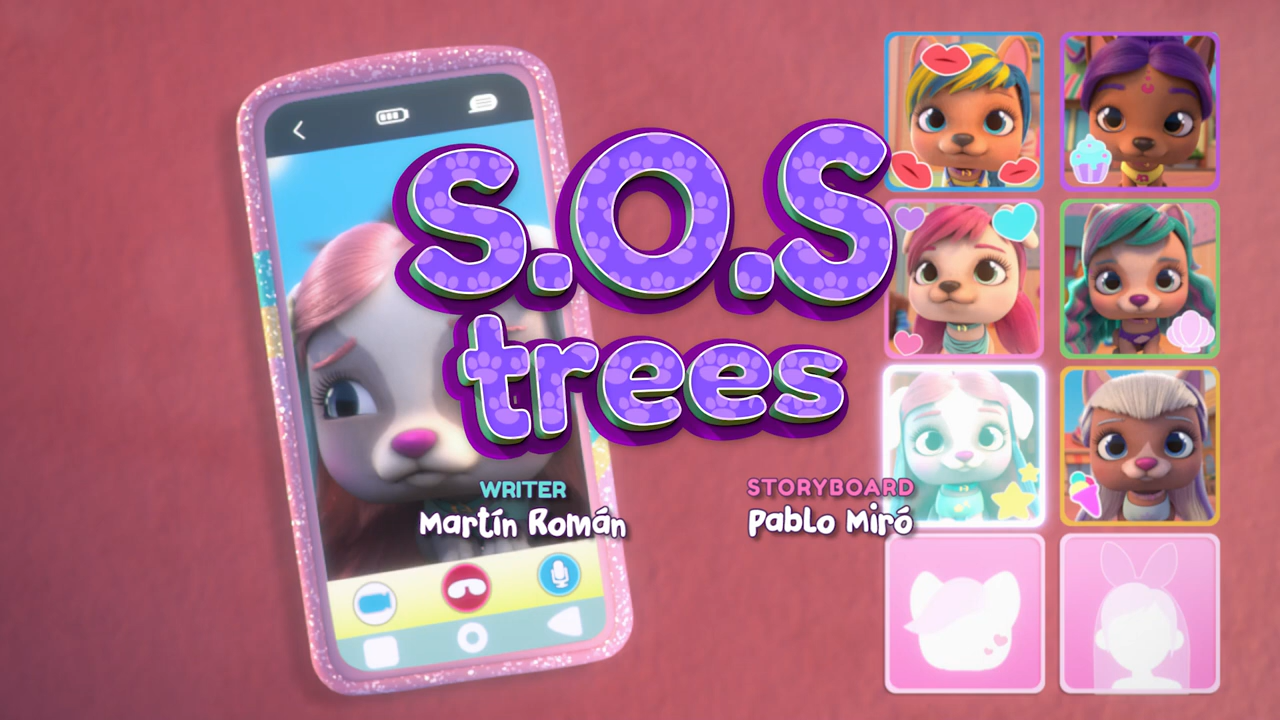 S.O.S
trees
WRITER
Martín Román
STORYBOARD
Pablo Miró